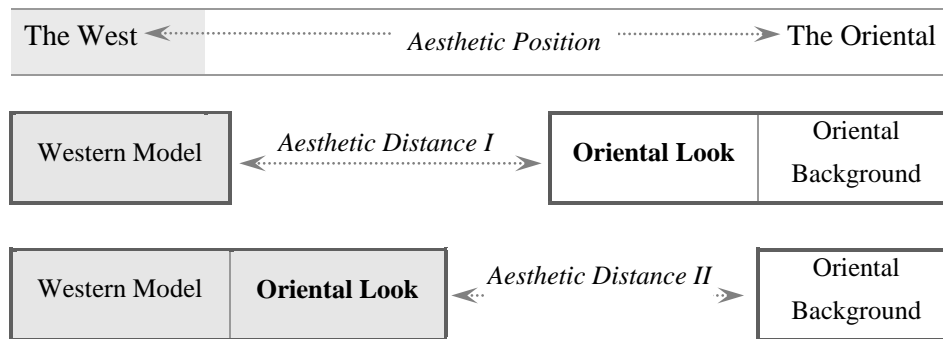 The West Aesthetic Position The Oriental
Western Model Aesthetic Distance I Oriental Look Oriental
Background
Western Model Oriental Look Aesthetic Distance II Oriental
Background